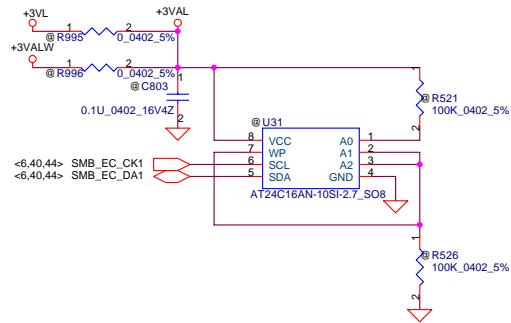 +3VL
+3VAL
1
2
@ R995
0_0402_5%
+3VALW
1
2
@ R996
0_0402_5%
1
@ C803
0.1U_0402_16V4Z
2
1
@ R521
100K_0402_5%
2
@ U31
8 VCC A0 1
7 WP A1 2
6 SCL A2 3
5 SDA GND 4
<6,40,44> SMB_EC_CK1
<6,40,44> SMB_EC_DA1
AT24C16AN-10SI-2.7_SO8
1
@ R526
100K_0402_5%
2